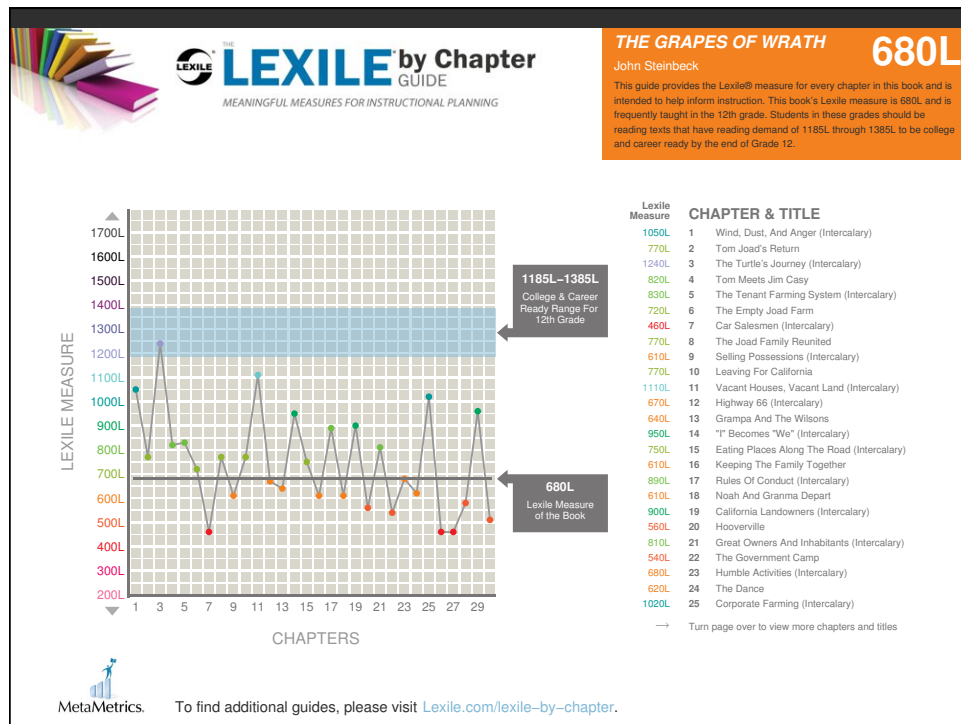 THE
LEXILE
LEXILE® by Chapter
GUIDE
MEANINGFUL MEASURES FOR INSTRUCTIONAL PLANNING
THE GRAPES OF WRATH 680L
John Steinbeck
This guide provides the Lexile® measure for every chapter in this book and is
intended to help inform instruction. This book's Lexile measure is 680L and is
frequently taught in the 12th grade. Students in these grades should be
reading texts that have reading demand of 1185L through 1385L to be college
and career ready by the end of Grade 12.
LEXILE MEASURE
1700L
1600L
1500L
1400L
1300L
1200L
1100L
1000L
900L
800L
700L
600L
500L
400L
300L
200L
1 3 5 7 9 11 13 15 17 19 21 23 25 27 29
CHAPTERS
1185L–1385L
College & Career
Ready Range For
12th Grade
680L
Lexile Measure
of the Book
Lexile
Measure CHAPTER & TITLE
1050L 1 Wind, Dust, And Anger (Intercalary)
770L 2 Tom Joad's Return
1240L 3 The Turtle's Journey (Intercalary)
820L 4 Tom Meets Jim Casy
830L 5 The Tenant Farming System (Intercalary)
720L 6 The Empty Joad Farm
460L 7 Car Salesmen (Intercalary)
770L 8 The Joad Family Reunited
610L 9 Selling Possessions (Intercalary)
770L 10 Leaving For California
1110L 11 Vacant Houses, Vacant Land (Intercalary)
670L 12 Highway 66 (Intercalary)
640L 13 Grampa And The Wilsons
950L 14 "I" Becomes "We" (Intercalary)
750L 15 Eating Places Along The Road (Intercalary)
610L 16 Keeping The Family Together
890L 17 Rules Of Conduct (Intercalary)
610L 18 Noah And Granma Depart
900L 19 California Landowners (Intercalary)
560L 20 Hooverville
810L 21 Great Owners And Inhabitants (Intercalary)
540L 22 The Government Camp
680L 23 Humble Activities (Intercalary)
620L 24 The Dance
1020L 25 Corporate Farming (Intercalary)
→ Turn page over to view more chapters and titles
MetaMetrics®
To find additional guides, please visit Lexile.com/lexile–by–chapter.